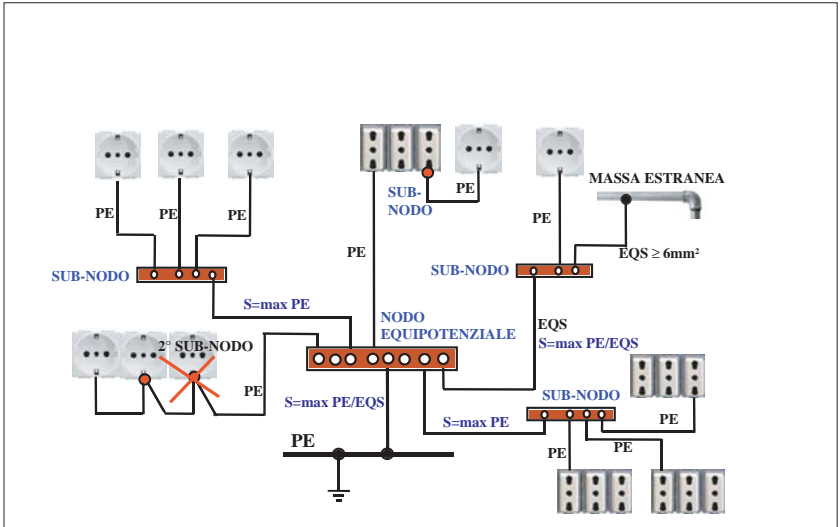 MASSA ESTRANEA
SUB-
NODO
PE
PE
PE
PE
PE
PE
EQS ≥ 6mm²
SUB-NODO
SUB-NODO
S=max PE
NODO
EQUIPOTENZIALE
EQS
S=max PE/EQS
2° SUB-NODO
PE
S=max PE/EQS
SUB-NODO
S=max PE
PE
PE
PE
PE